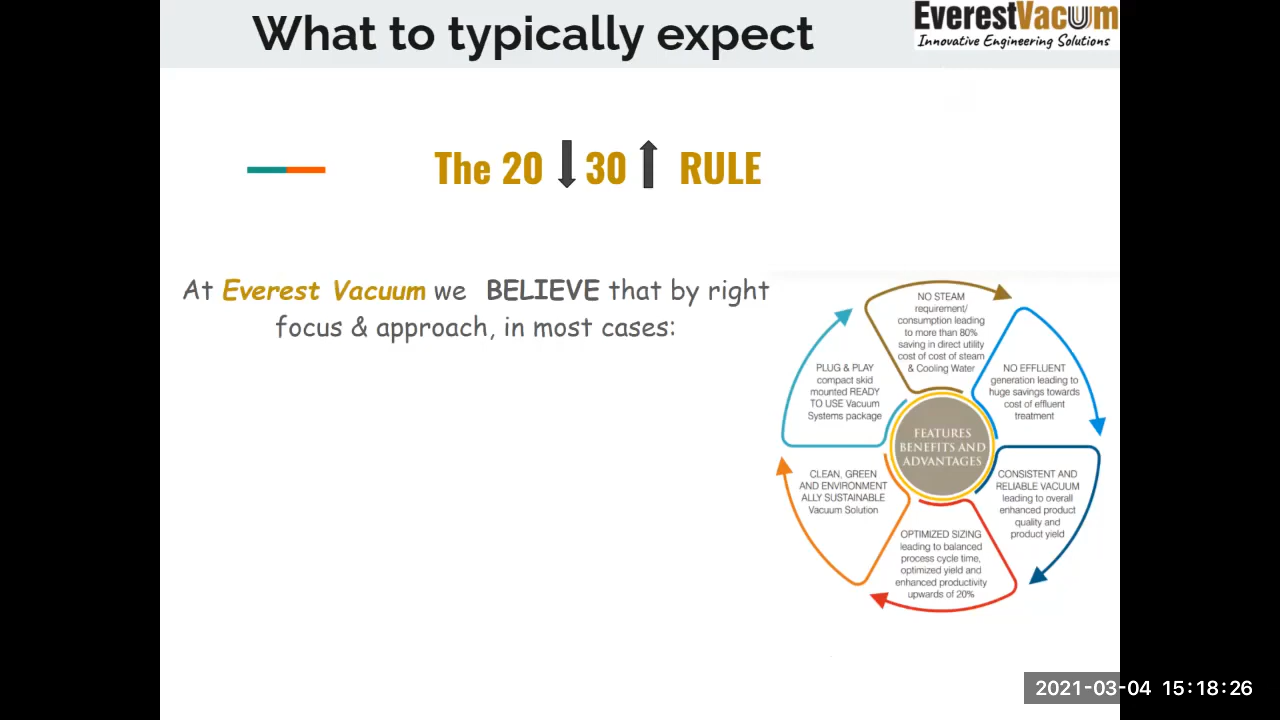 What to typically expect
EverestVacuum
Innovative Engineering Solutions
The 20 30 RULE
At Everest Vacuum we BELIEVE that by right
focus & approach, in most cases:
NO STEAM
requirement/
consumption leading
to more than 80%
saving in direct utility
cost of cost of steam
& Cooling Water
NO EFFLUENT
generation leading to
huge savings towards
cost of effluent
treatment
CONSISTENT AND
RELIABLE VACUUM
leading to overall
enhanced product
quality and
product yield
OPTIMIZED SIZING
leading to balanced
process cycle time,
optimized yield and
enhanced productivity
upwards of 20%
CLEAN, GREEN
AND ENVIRONMENT
ALLY SUSTAINABLE
Vacuum Solution
PLUG & PLAY
compact skid
mounted READY
TO USE Vacuum
Systems package
FEATURES
BENEFITS AND
ADVANTAGES
2021-03-04 15:18:26